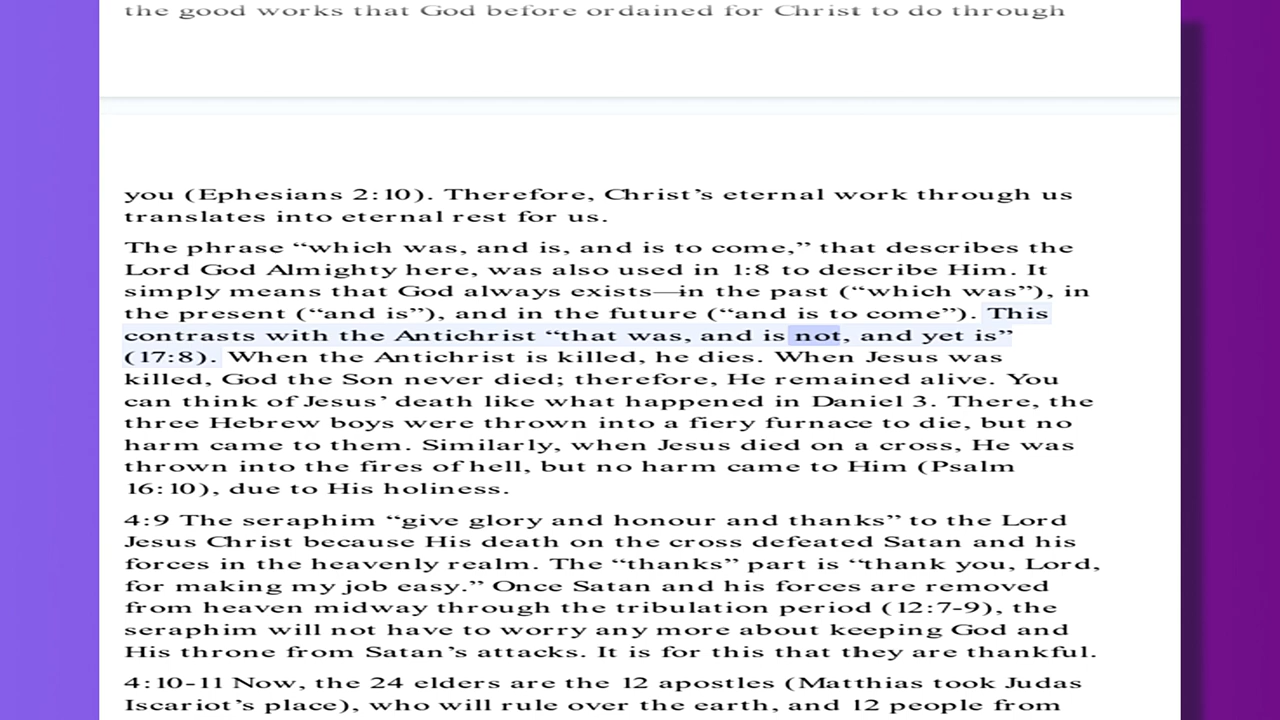 the good works that God before ordained for Christ to do through
you (Ephesians 2:10). Therefore, Christ’s eternal work through us
translates into eternal rest for us.
The phrase “which was, and is, and is to come,” that describes the
Lord God Almighty here, was also used in 1:8 to describe Him. It
simply means that God always exists—in the past (“which was”), in
the present (“and is”), and in the future (“and is to come”). This
contrasts with the Antichrist “that was, and is not, and yet is”
(17:8). When the Antichrist is killed, he dies. When Jesus was
killed, God the Son never died; therefore, He remained alive. You
can think of Jesus’ death like what happened in Daniel 3. There, the
three Hebrew boys were thrown into a fiery furnace to die, but no
harm came to them. Similarly, when Jesus died on a cross, He was
thrown into the fires of hell, but no harm came to Him (Psalm
16:10), due to His holiness.
4:9 The seraphim “give glory and honour and thanks” to the Lord
Jesus Christ because His death on the cross defeated Satan and his
forces in the heavenly realm. The “thanks” part is “thank you, Lord,
for making my job easy.” Once Satan and his forces are removed
from heaven midway through the tribulation period (12:7-9), the
seraphim will not have to worry any more about keeping God and
His throne from Satan’s attacks. It is for this that they are thankful.
4:10-11 Now, the 24 elders are the 12 apostles (Matthias took Judas
Iscariot’s place), who will rule over the earth, and 12 people from